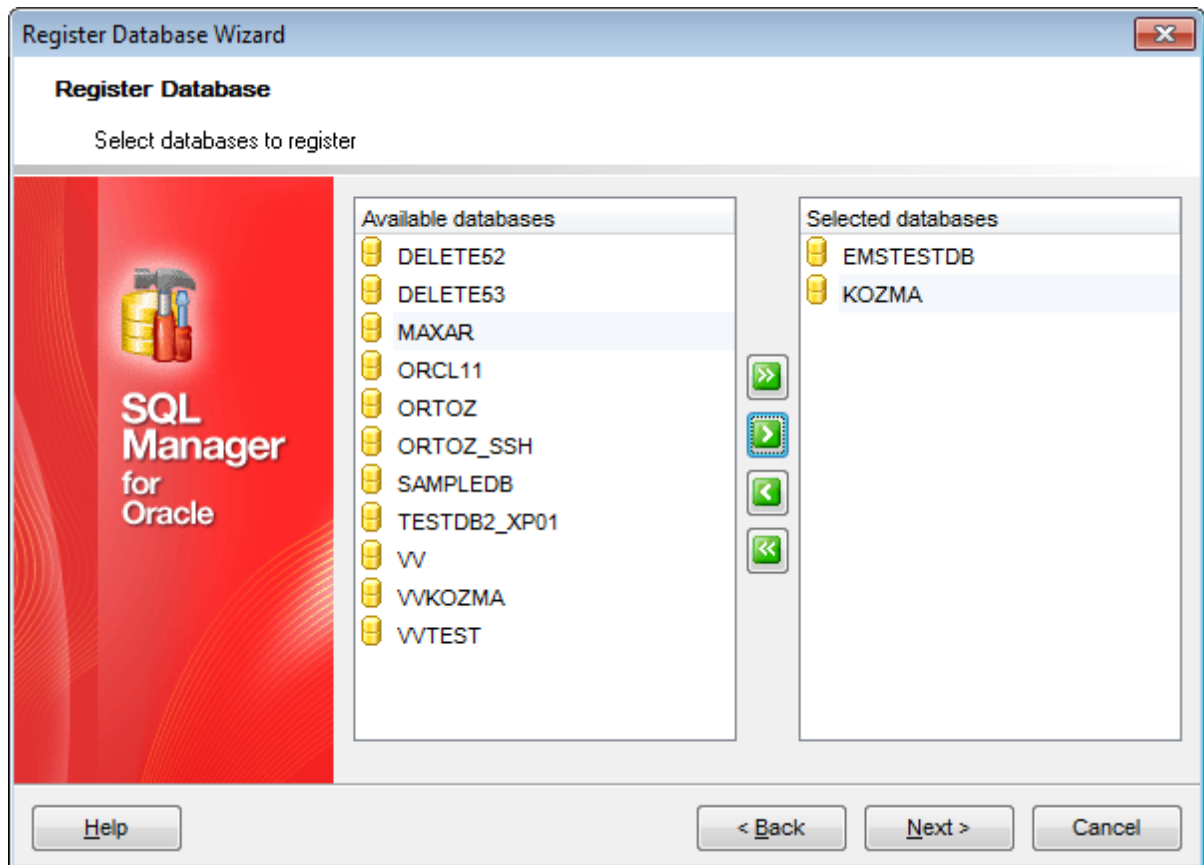 Register Database Wizard
Register Database
Select databases to register
SQL
Manager
for
Oracle
Available databases
DELETE52
DELETE53
MAXAR
ORCL11
ORTOZ
ORTOZ_SSH
SAMPLEDB
TESTDB2_XP01
VV
VVKOZMA
VVTEST
Selected databases
EMSTESTDB
KOZMA
Help
< Back
Next >
Cancel